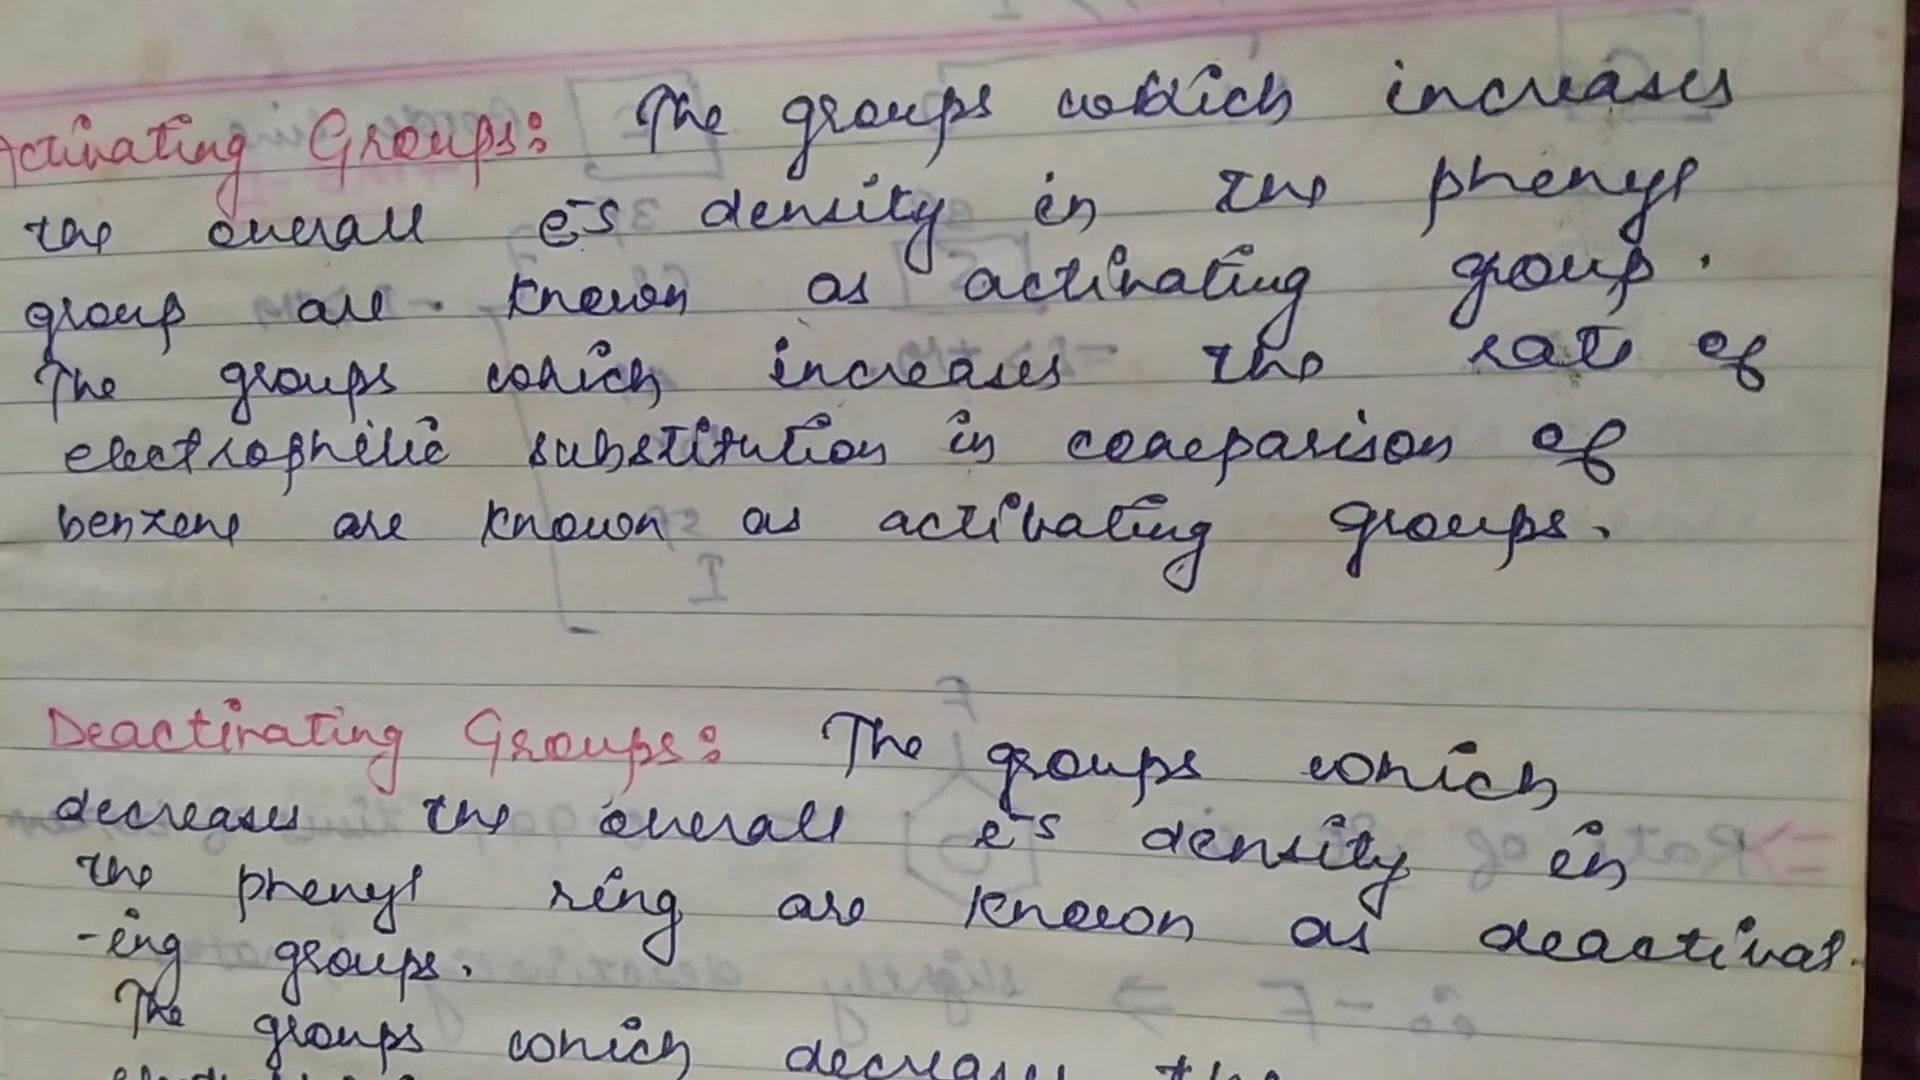 Activating Groups: The groups which increases
the overall e⁻s density in the phenyl
group are known as activating group.
The groups which increases the rate of
electrophilic substitution in comparison of
benzene are known as activating groups.
Deactivating Groups: The groups which
decreases the overall e⁻s density in
the phenyl ring are known as deactivat-
-ing groups.
The groups which decreases the